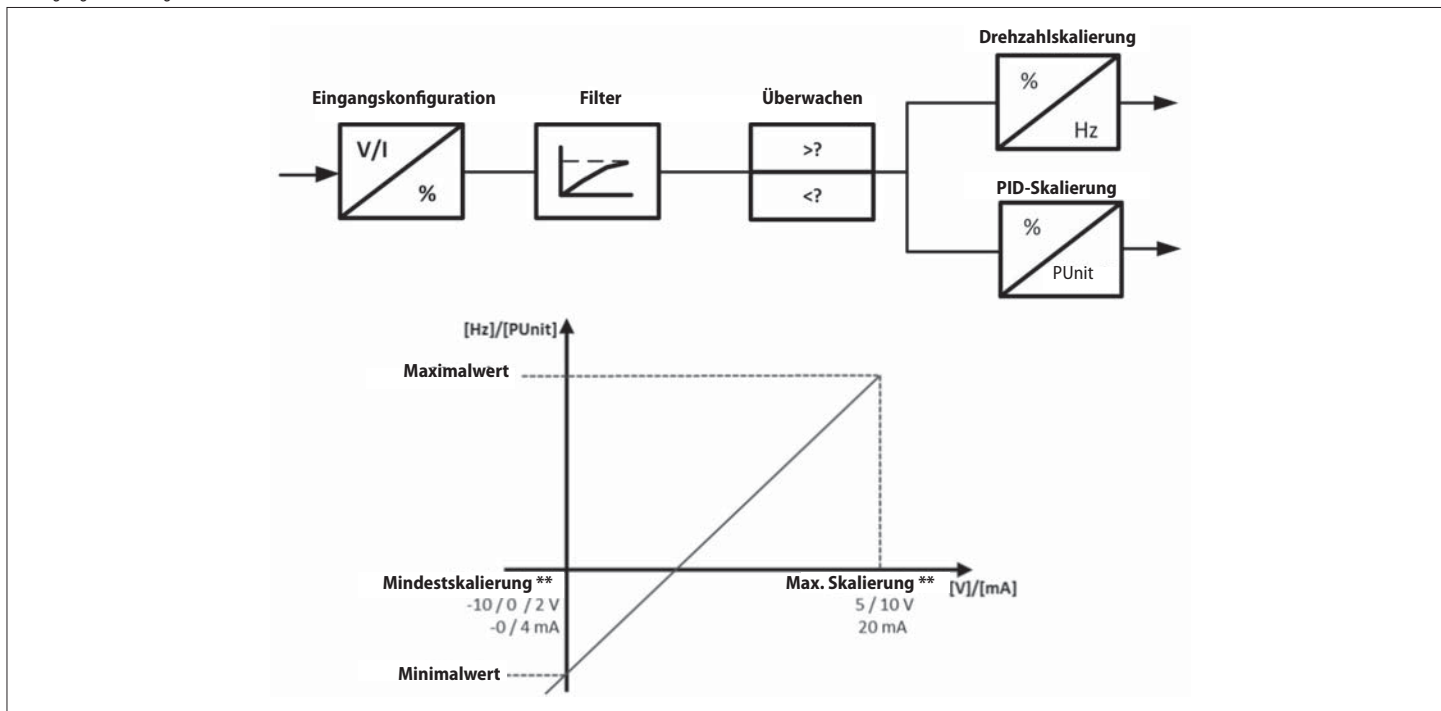 Drehzahlskalierung
Eingangskonfiguration
Filter
Überwachen
%
Hz
V/I
%
>?
<?
PID-Skalierung
%
PUnit
[Hz]/[PUnit]
Maximalwert
Mindestskalierung **
-10 / 0 / 2 V
-0 / 4 mA
Max. Skalierung **
5 / 10 V
20 mA
[V]/[mA]
Minimalwert